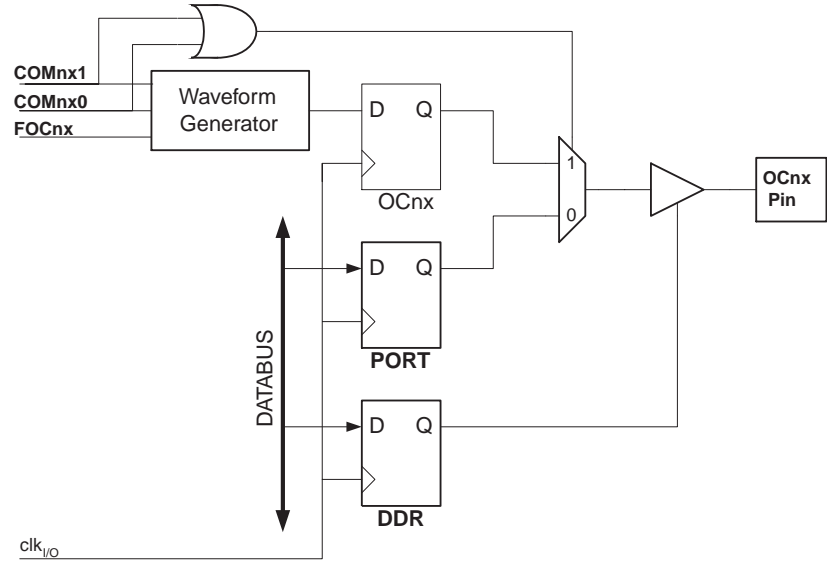 COMnx1
COMnx0
FOCnx
Waveform
Generator
D Q
OCnx
1
0
OCnx
Pin
D Q
PORT
DATABUS
D Q
DDR
clkI/O